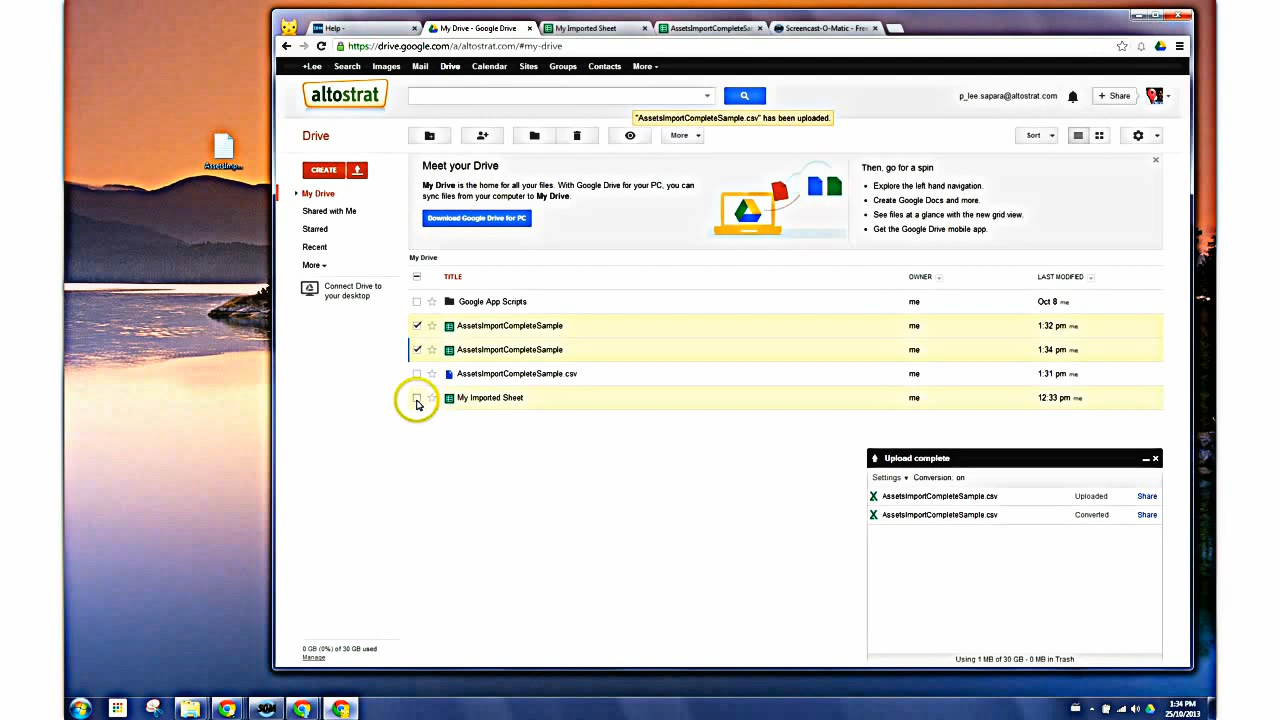 Help -
My Drive - Google Drive
My Imported Sheet
AssetsImportCompleteSa
Screencast-O-Matic - Fre
https://drive.google.com/a/altostrat.com/#my-drive
+Lee Search Images Mail Drive Calendar Sites Groups Contacts More
altostrat
p_lee.sapara@altostrat.com
+ Share
"AssetsImportCompleteSample.csv" has been uploaded.
Drive
More
Sort
AssetsImp...
CREATE
My Drive
Shared with Me
Starred
Recent
More
Connect Drive to
your desktop
Meet your Drive
My Drive is the home for all your files. With Google Drive for your PC, you can
sync files from your computer to My Drive.
Download Google Drive for PC
Then, go for a spin
Explore the left hand navigation.
Create Google Docs and more.
See files at a glance with the new grid view.
Get the Google Drive mobile app.
My Drive
TITLE OWNER LAST MODIFIED
Google App Scripts me Oct 8 me
AssetsImportCompleteSample me 1:32 pm me
AssetsImportCompleteSample me 1:34 pm me
AssetsImportCompleteSample.csv me 1:31 pm me
My Imported Sheet me 12:33 pm me
Upload complete
Settings Conversion: on
AssetsImportCompleteSample.csv Uploaded Share
AssetsImportCompleteSample.csv Converted Share
Using 1 MB of 30 GB - 0 MB in Trash
0 GB (0%) of 30 GB used
Manage
SOM
1:34 PM
25/10/2013